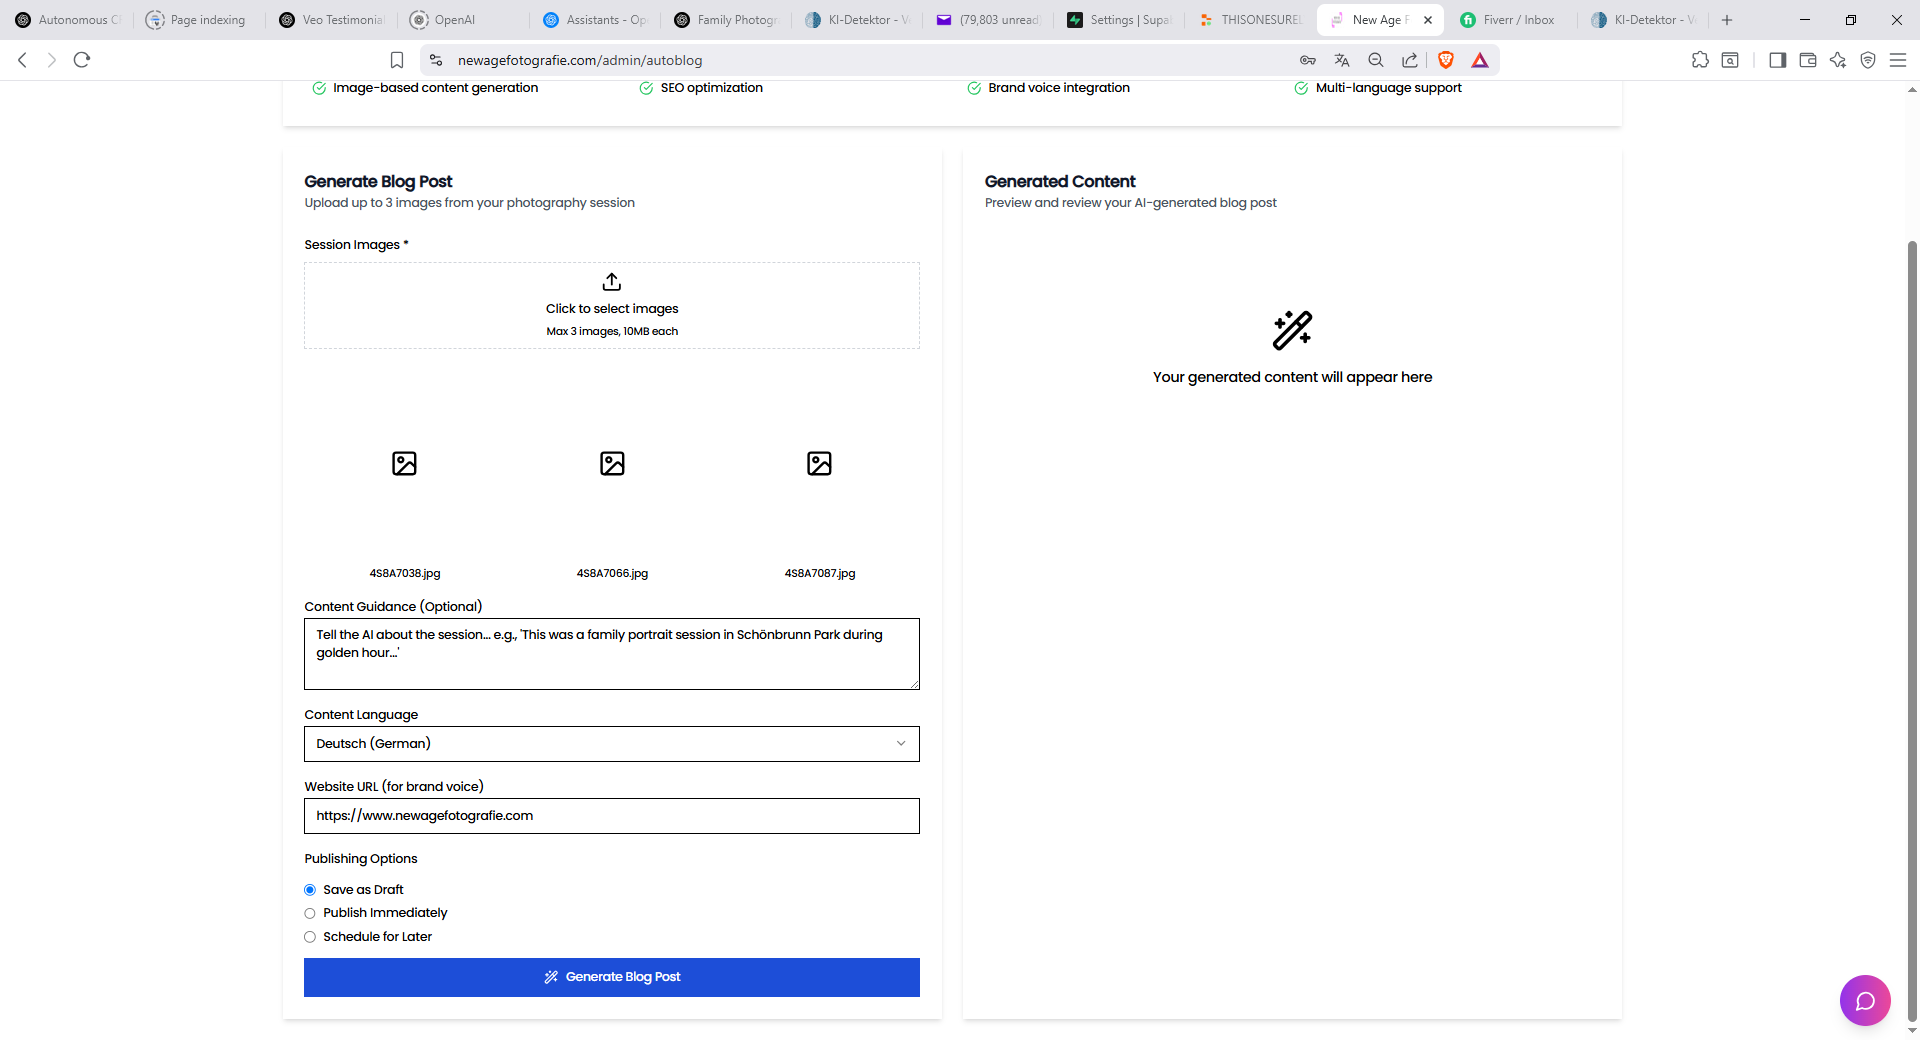 Autonomous Cl
Page indexing
Veo Testimonial
OpenAI
Assistants - Op
Family Photogr
KI-Detektor - V
(79,803 unread)
Settings | Supa
THISONESUREL
New Age F
Fiverr / Inbox
KI-Detektor - V
newagefotografie.com/admin/autoblog
Image-based content generation
SEO optimization
Brand voice integration
Multi-language support
Generate Blog Post
Upload up to 3 images from your photography session
Session Images *
Click to select images
Max 3 images, 10MB each
4S8A7038.jpg
4S8A7066.jpg
4S8A7087.jpg
Content Guidance (Optional)
Tell the AI about the session... e.g., 'This was a family portrait session in Schönbrunn Park during
golden hour...'
Content Language
Deutsch (German)
Website URL (for brand voice)
https://www.newagefotografie.com
Publishing Options
Save as Draft
Publish Immediately
Schedule for Later
Generate Blog Post
Generated Content
Preview and review your AI-generated blog post
Your generated content will appear here